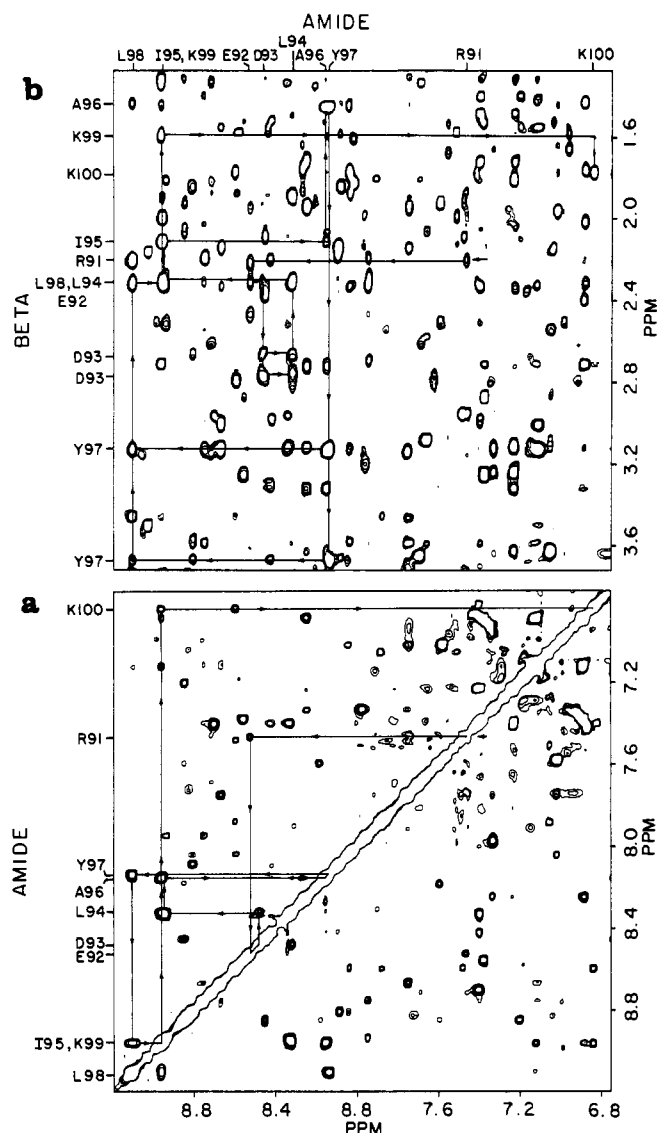 AMIDE
L94
L98 I95,K99 E92 D93 A96 Y97 R91 K100
b
A96
K99
K100
I95
R91
L98,L94
E92
D93
D93
Y97
Y97
BETA
1.6
2.0
2.4
2.8
3.2
3.6
PPM
a
K100
R91
Y97
A96
L94
D93
E92
I95,K99
L98
AMIDE
7.2
7.6
8.0
8.4
8.8
PPM
8.8 8.4 8.0 7.6 7.2 6.8
PPM